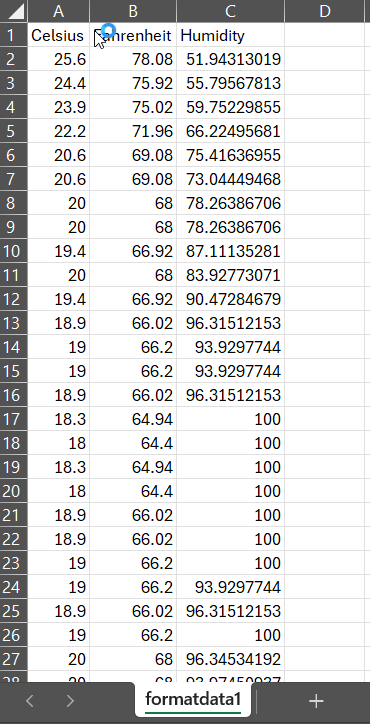 A B C D
1 Celsius Fahrenheit Humidity
2 25.6 78.08 51.94313019
3 24.4 75.92 55.79567813
4 23.9 75.02 59.75229855
5 22.2 71.96 66.22495681
6 20.6 69.08 75.41636955
7 20.6 69.08 73.04449468
8 20 68 78.26386706
9 20 68 78.26386706
10 19.4 66.92 87.11135281
11 20 68 83.92773071
12 19.4 66.92 90.47284679
13 18.9 66.02 96.31512153
14 19 66.2 93.9297744
15 19 66.2 93.9297744
16 18.9 66.02 96.31512153
17 18.3 64.94 100
18 18 64.4 100
19 18.3 64.94 100
20 18 64.4 100
21 18.9 66.02 100
22 18.9 66.02 100
23 19 66.2 100
24 19 66.2 93.9297744
25 18.9 66.02 96.31512153
26 19 66.2 100
27 20 68 96.34534192
28 20 68 93.97450937
formatdata1